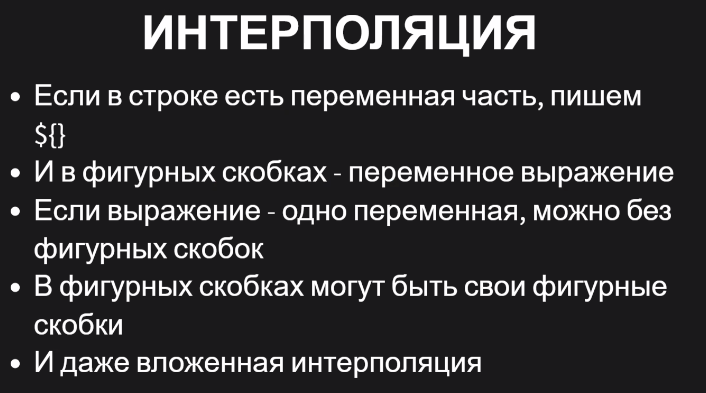 ИНТЕРПОЛЯЦИЯ
• Если в строке есть переменная часть, пишем
${}
• И в фигурных скобках - переменное выражение
• Если выражение - одно переменная, можно без
фигурных скобок
• В фигурных скобках могут быть свои фигурные
скобки
• И даже вложенная интерполяция